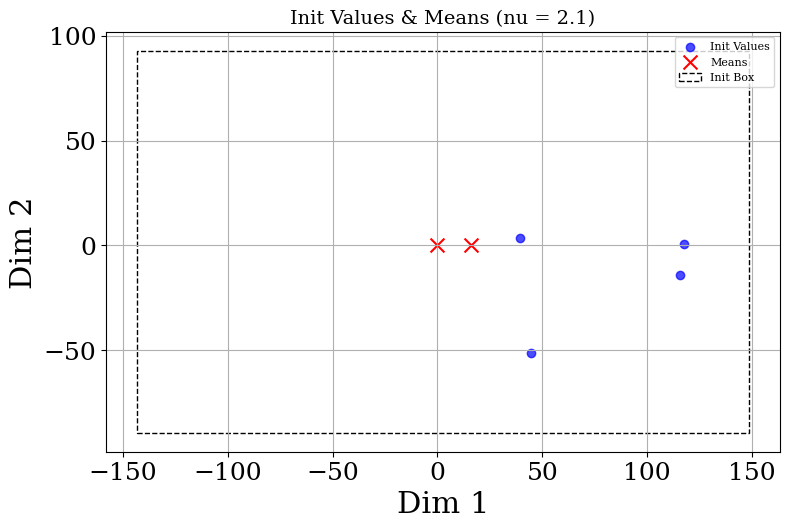 Init Values & Means (nu = 2.1)
100
50
0
−50
Dim 2
Init Values
Means
Init Box
−150
−100
−50
0
50
100
150
Dim 1